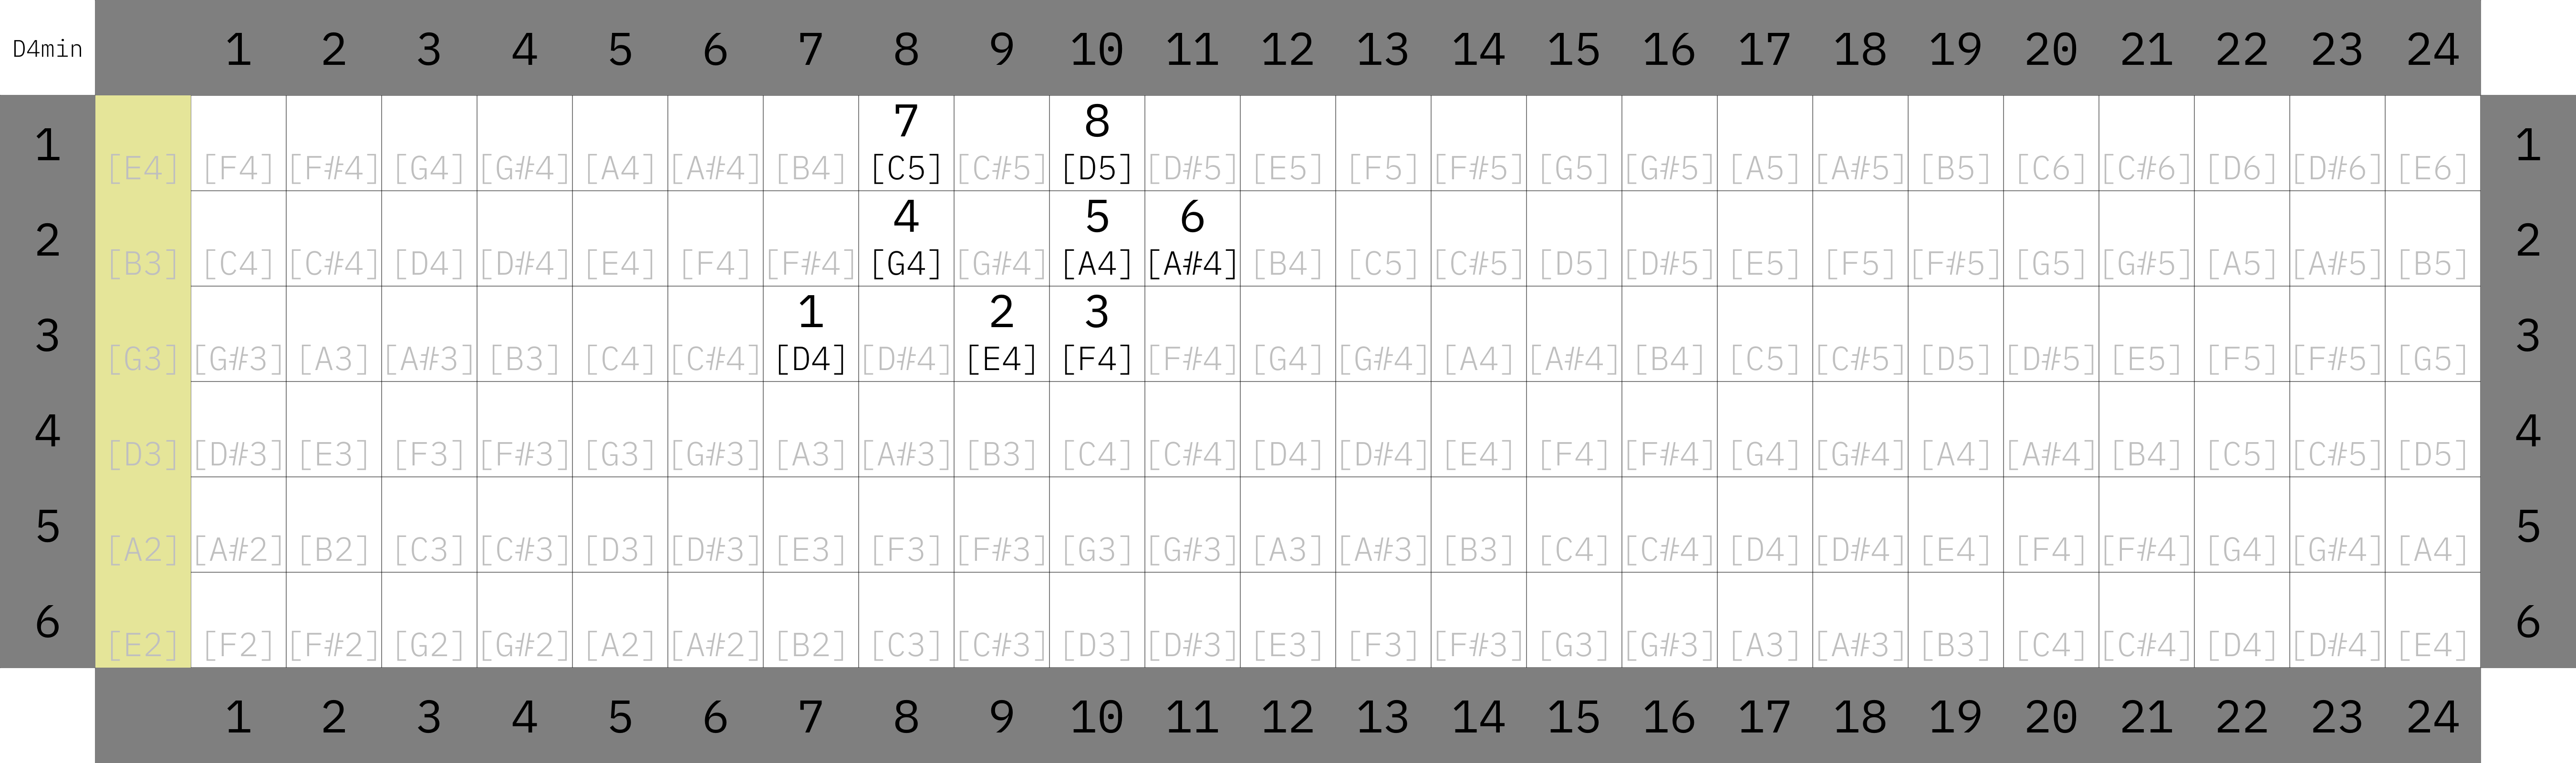 D4min 1 2 3 4 5 6 7 8 9 10 11 12 13 14 15 16 17 18 19 20 21 22 23 24
7 8
1 [E4] [F4] [F#4] [G4] [G#4] [A4] [A#4] [B4] [C5] [C#5] [D5] [D#5] [E5] [F5] [F#5] [G5] [G#5] [A5] [A#5] [B5] [C6] [C#6] [D6] [D#6] [E6] 1
4 5 6
2 [B3] [C4] [C#4] [D4] [D#4] [E4] [F4] [F#4] [G4] [G#4] [A4] [A#4] [B4] [C5] [C#5] [D5] [D#5] [E5] [F5] [F#5] [G5] [G#5] [A5] [A#5] [B5] 2
1 2 3
3 [G3] [G#3] [A3] [A#3] [B3] [C4] [C#4] [D4] [D#4] [E4] [F4] [F#4] [G4] [G#4] [A4] [A#4] [B4] [C5] [C#5] [D5] [D#5] [E5] [F5] [F#5] [G5] 3
4 [D3] [D#3] [E3] [F3] [F#3] [G3] [G#3] [A3] [A#3] [B3] [C4] [C#4] [D4] [D#4] [E4] [F4] [F#4] [G4] [G#4] [A4] [A#4] [B4] [C5] [C#5] [D5] 4
5 [A2] [A#2] [B2] [C3] [C#3] [D3] [D#3] [E3] [F3] [F#3] [G3] [G#3] [A3] [A#3] [B3] [C4] [C#4] [D4] [D#4] [E4] [F4] [F#4] [G4] [G#4] [A4] 5
6 [E2] [F2] [F#2] [G2] [G#2] [A2] [A#2] [B2] [C3] [C#3] [D3] [D#3] [E3] [F3] [F#3] [G3] [G#3] [A3] [A#3] [B3] [C4] [C#4] [D4] [D#4] [E4] 6
1 2 3 4 5 6 7 8 9 10 11 12 13 14 15 16 17 18 19 20 21 22 23 24